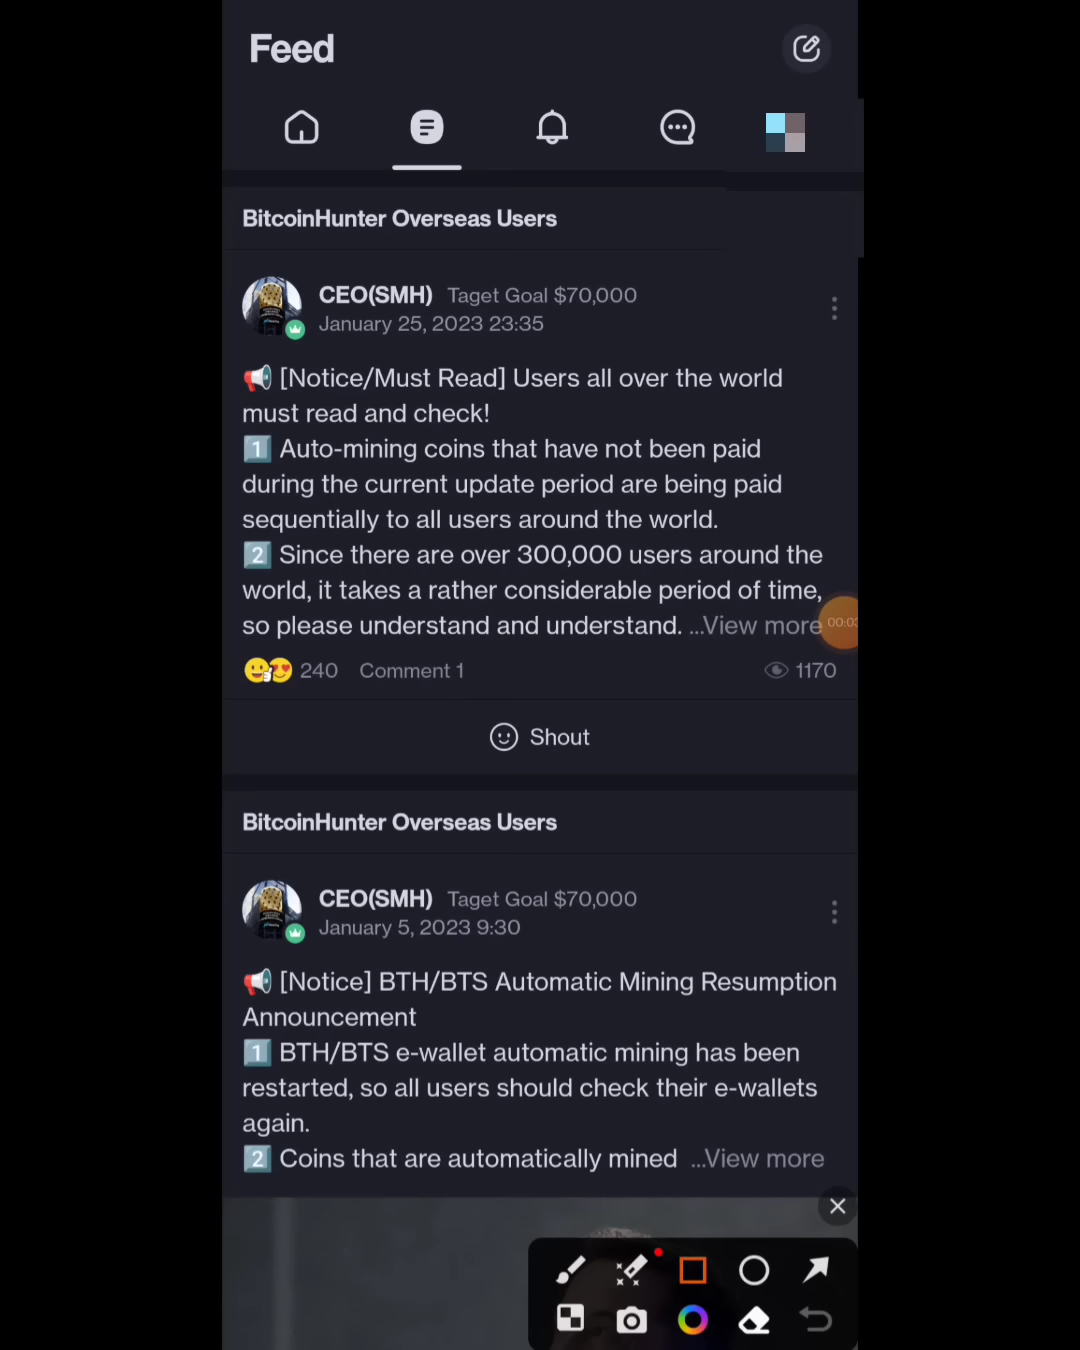 Feed
BitcoinHunter Overseas Users
CEO(SMH) Taget Goal $70,000
January 25, 2023 23:35
📢 [Notice/Must Read] Users all over the world
must read and check!
1️⃣ Auto-mining coins that have not been paid
during the current update period are being paid
sequentially to all users around the world.
2️⃣ Since there are over 300,000 users around the
world, it takes a rather considerable period of time,
so please understand and understand. ...View more
00:03
240 Comment 1 1170
Shout
BitcoinHunter Overseas Users
CEO(SMH) Taget Goal $70,000
January 5, 2023 9:30
📢 [Notice] BTH/BTS Automatic Mining Resumption
Announcement
1️⃣ BTH/BTS e-wallet automatic mining has been
restarted, so all users should check their e-wallets
again.
2️⃣ Coins that are automatically mined ...View more